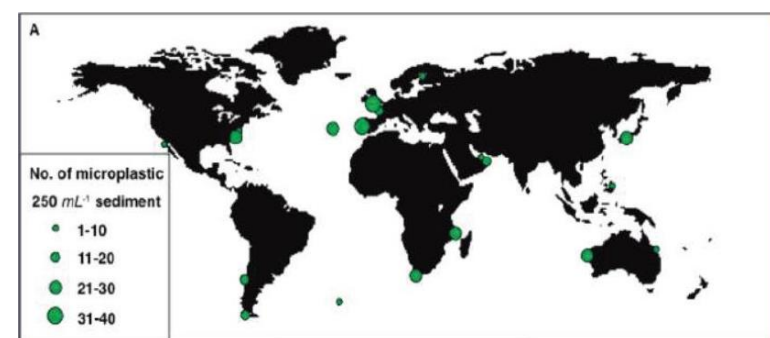 A
No. of microplastic
250 mL⁻¹ sediment
1-10
11-20
21-30
31-40